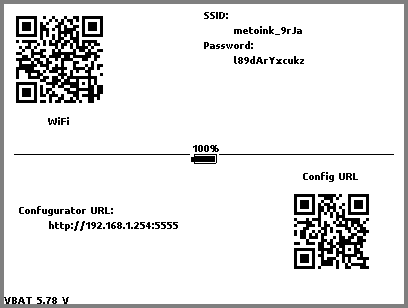 SSID:
metoink_9rJa
Password:
l89dArYxcukz
WiFi
100%
Config URL
Confugurator URL:
http://192.168.1.254:5555
VBAT 5.78 V